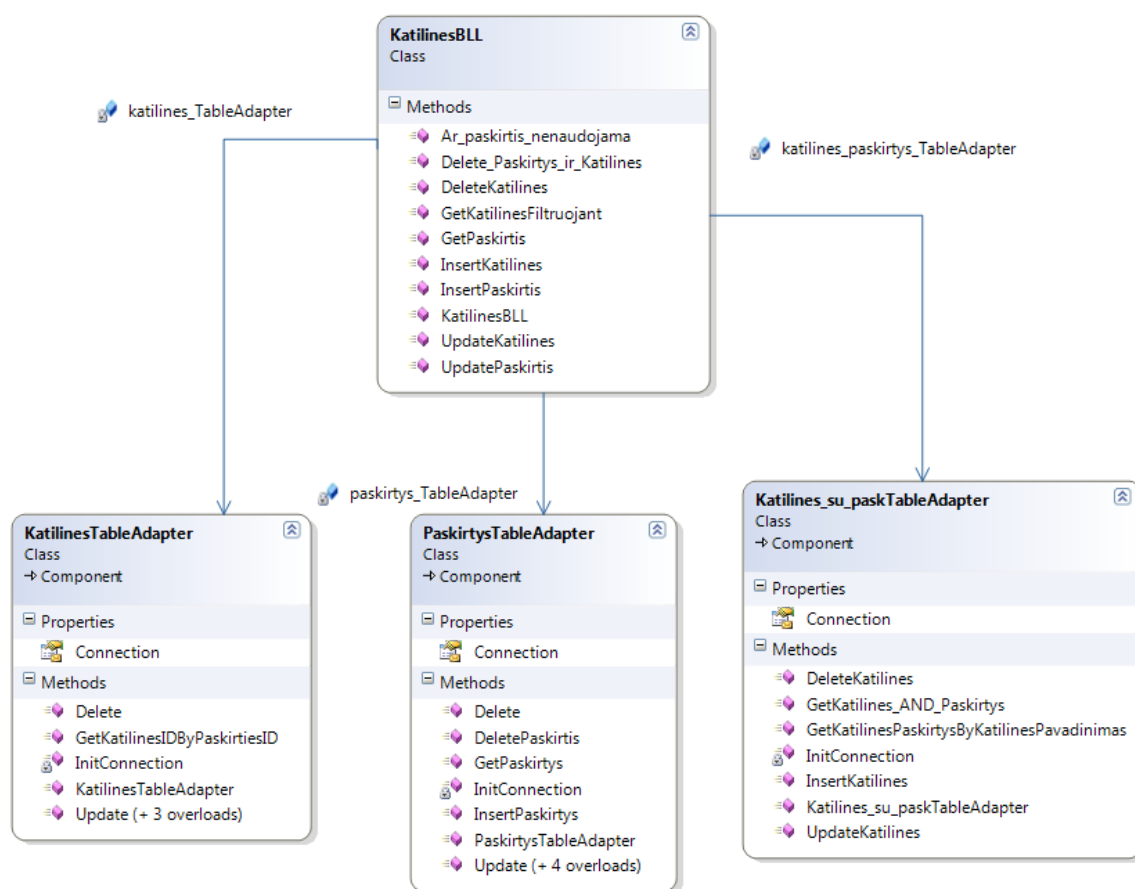 KatilinesBLL
Class
Methods
Ar_paskirtis_nenaudojama
Delete_Paskirtys_ir_Katilines
DeleteKatilines
GetKatilinesFiltruojant
GetPaskirtis
InsertKatilines
InsertPaskirtis
KatilinesBLL
UpdateKatilines
UpdatePaskirtis
katilines_TableAdapter
katilines_paskirtys_TableAdapter
paskirtys_TableAdapter
KatilinesTableAdapter
Class
Component
Properties
Connection
Methods
Delete
GetKatilinesIDByPaskirtiesID
InitConnection
KatilinesTableAdapter
Update (+ 3 overloads)
PaskirtysTableAdapter
Class
Component
Properties
Connection
Methods
Delete
DeletePaskirtis
GetPaskirtys
InitConnection
InsertPaskirtys
PaskirtysTableAdapter
Update (+ 4 overloads)
Katilines_su_paskTableAdapter
Class
Component
Properties
Connection
Methods
DeleteKatilines
GetKatilines_AND_Paskirtys
GetKatilinesPaskirtysByKatilinesPavadinimas
InitConnection
InsertKatilines
Katilines_su_paskTableAdapter
UpdateKatilines